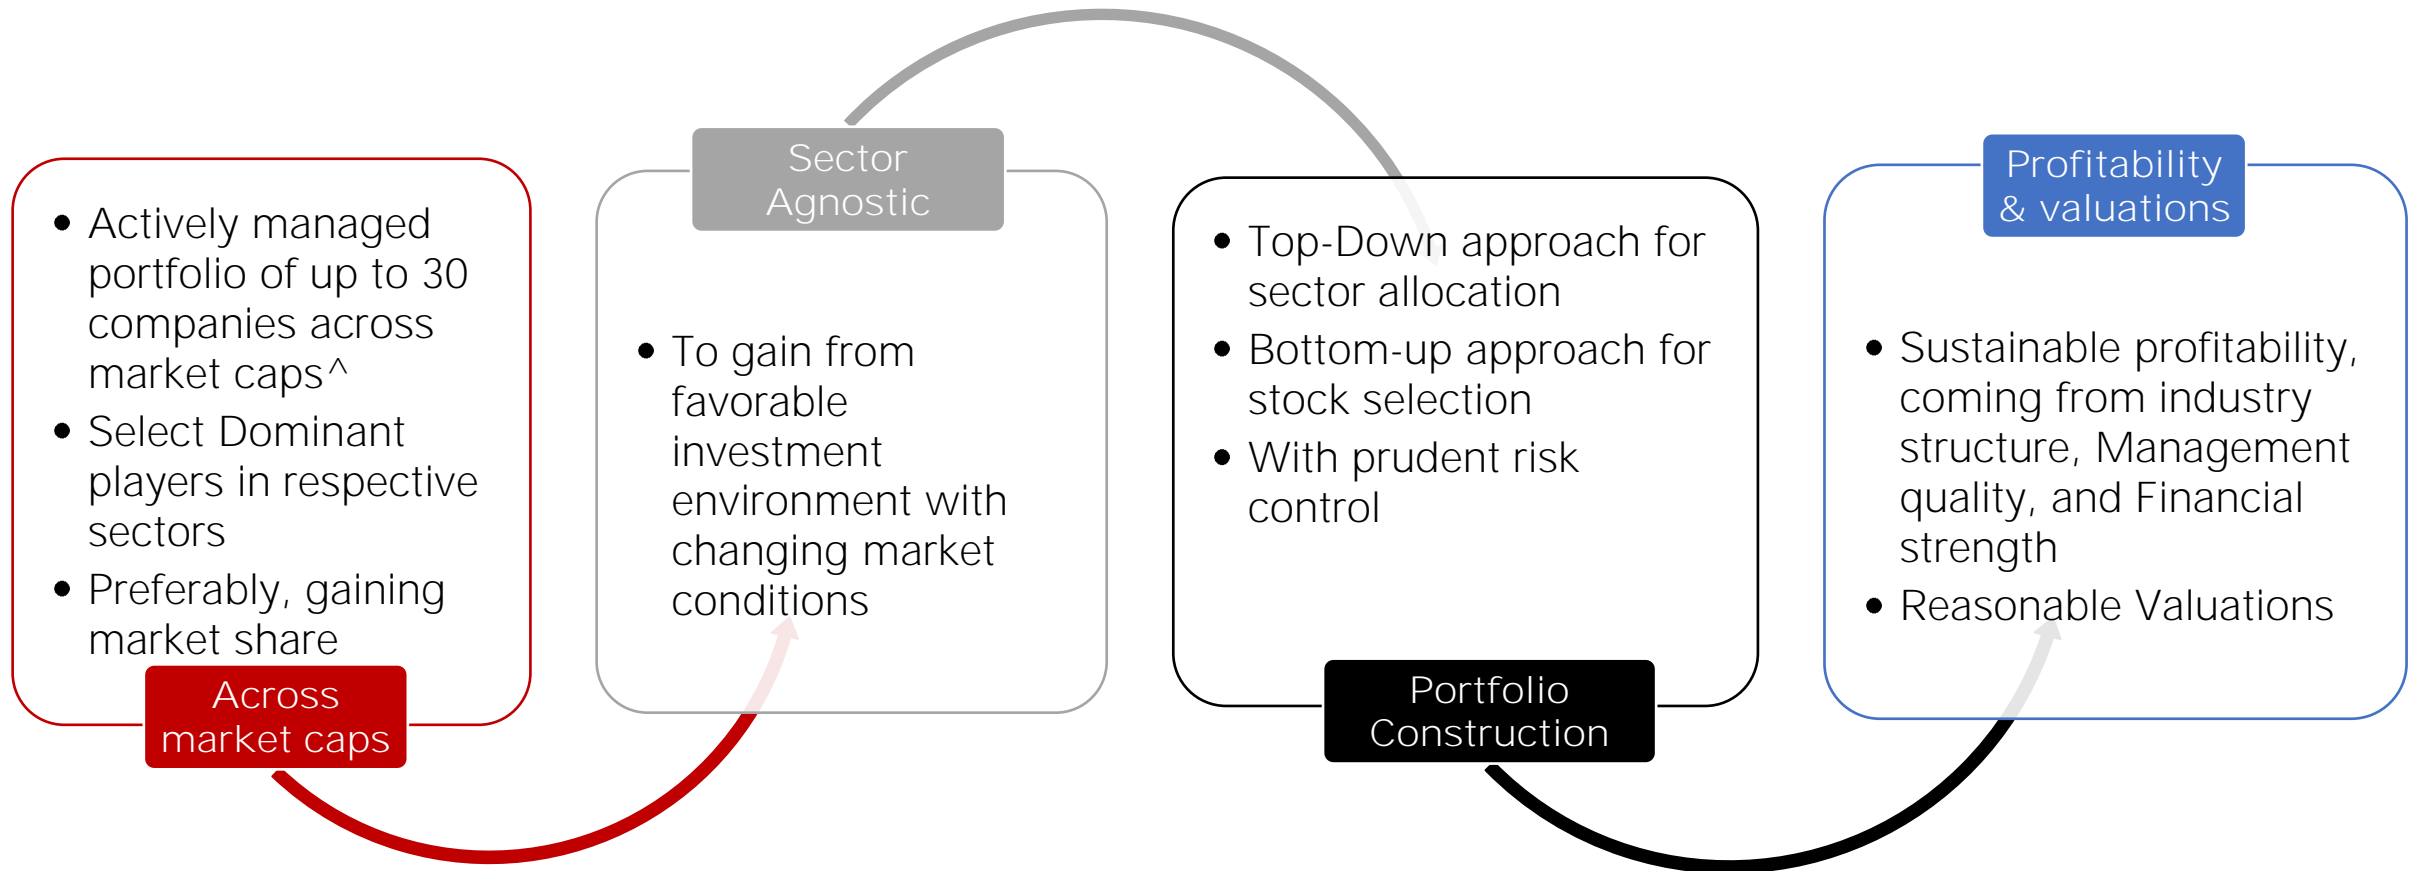 • Actively managed
portfolio of up to 30
companies across
market caps^
• Select Dominant
players in respective
sectors
• Preferably, gaining
market share
Across
market caps
Sector
Agnostic
• To gain from
favorable
investment
environment with
changing market
conditions
• Top-Down approach for
sector allocation
• Bottom-up approach for
stock selection
• With prudent risk
control
Portfolio
Construction
Profitability
& valuations
• Sustainable profitability,
coming from industry
structure, Management
quality, and Financial
strength
• Reasonable Valuations